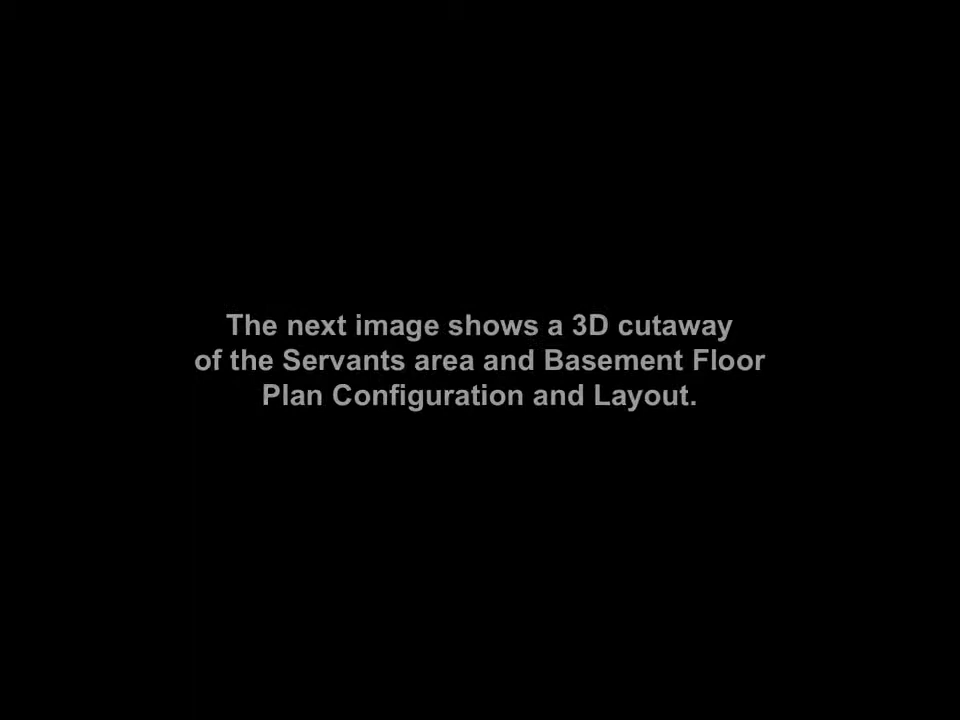 The next image shows a 3D cutaway
of the Servants area and Basement Floor
Plan Configuration and Layout.